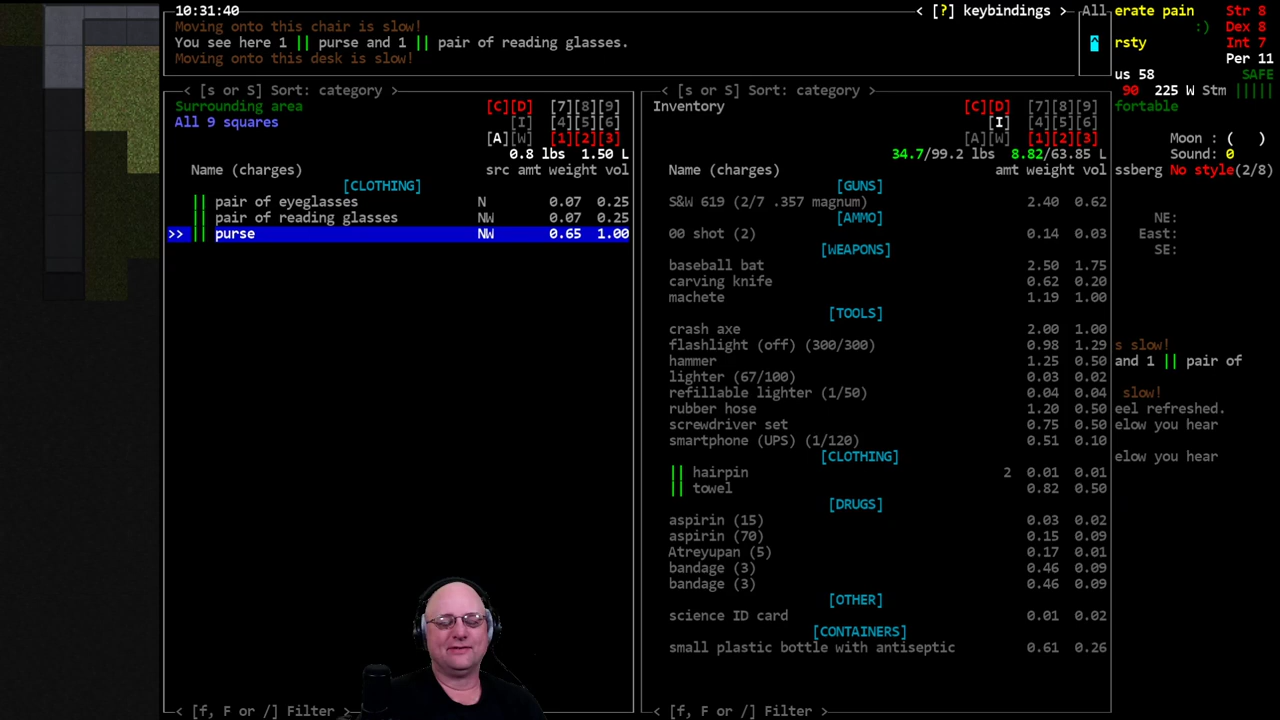 10:31:40
Moving onto this chair is slow!
You see here 1 || purse and 1 || pair of reading glasses.
Moving onto this desk is slow!
< [?] keybindings >
All
^
erate pain Str 8
:) Dex 8
rsty Int 7
Per 11
us 58 SAFE
90 225 W Stm |||||
fortable
Moon : ( )
Sound: 0
ssberg No style(2/8)
NE:
East:
SE:
s slow!
and 1 || pair of
slow!
eel refreshed.
elow you hear
elow you hear
< [s or S] Sort: category >
Surrounding area [C][D] [7][8][9]
All 9 squares [I] [4][5][6]
[A][W] [1][2][3]
0.8 lbs 1.50 L
Name (charges) src amt weight vol
[CLOTHING]
|| pair of eyeglasses N 0.07 0.25
|| pair of reading glasses NW 0.07 0.25
>> || purse NW 0.65 1.00
< [f, F or /] Filter >
< [s or S] Sort: category >
Inventory [C][D] [7][8][9]
[I] [4][5][6]
[A][W] [1][2][3]
34.7/99.2 lbs 8.82/63.85 L
Name (charges) amt weight vol
[GUNS]
S&W 619 (2/7 .357 magnum) 2.40 0.62
[AMMO]
00 shot (2) 0.14 0.03
[WEAPONS]
baseball bat 2.50 1.75
carving knife 0.62 0.20
machete 1.19 1.00
[TOOLS]
crash axe 2.00 1.00
flashlight (off) (300/300) 0.98 1.29
hammer 1.25 0.50
lighter (67/100) 0.03 0.02
refillable lighter (1/50) 0.04 0.04
rubber hose 1.20 0.50
screwdriver set 0.75 0.50
smartphone (UPS) (1/120) 0.51 0.10
[CLOTHING]
|| hairpin 2 0.01 0.01
|| towel 0.82 0.50
[DRUGS]
aspirin (15) 0.03 0.02
aspirin (70) 0.15 0.09
Atreyupan (5) 0.17 0.01
bandage (3) 0.46 0.09
bandage (3) 0.46 0.09
[OTHER]
science ID card 0.01 0.02
[CONTAINERS]
small plastic bottle with antiseptic 0.61 0.26
< [f, F or /] Filter >